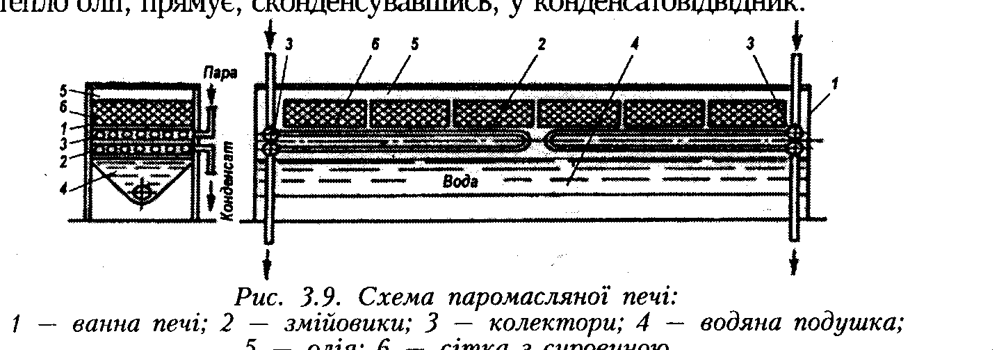 тепло олії, прямує, сконденсувавшись, у конденсатовідвідник.
3 6 5 2 4 3
Пара
1
5
6
1
3
2
4
Конденсат
Вода
Рис. 3.9. Схема паромасляної печі:
1 — ванна печі; 2 — змійовики; 3 — колектори; 4 — водяна подушка;
5 — олія; 6 — сітка з сировиною